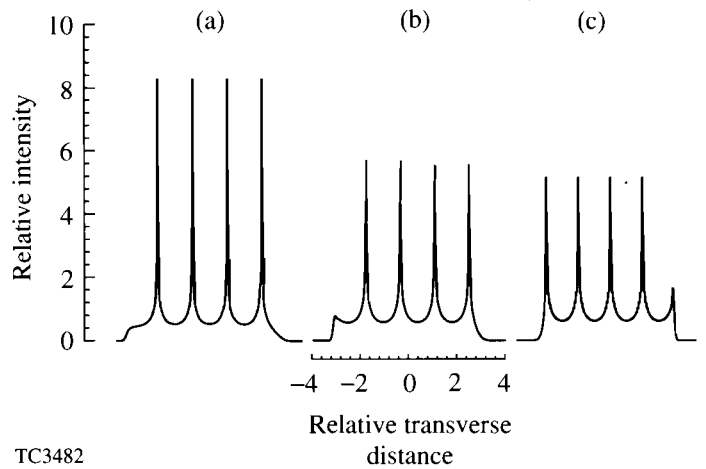 (a) (b) (c)
10
8
6
4
2
0
Relative intensity
−4 −2 0 2 4
Relative transverse
distance
TC3482